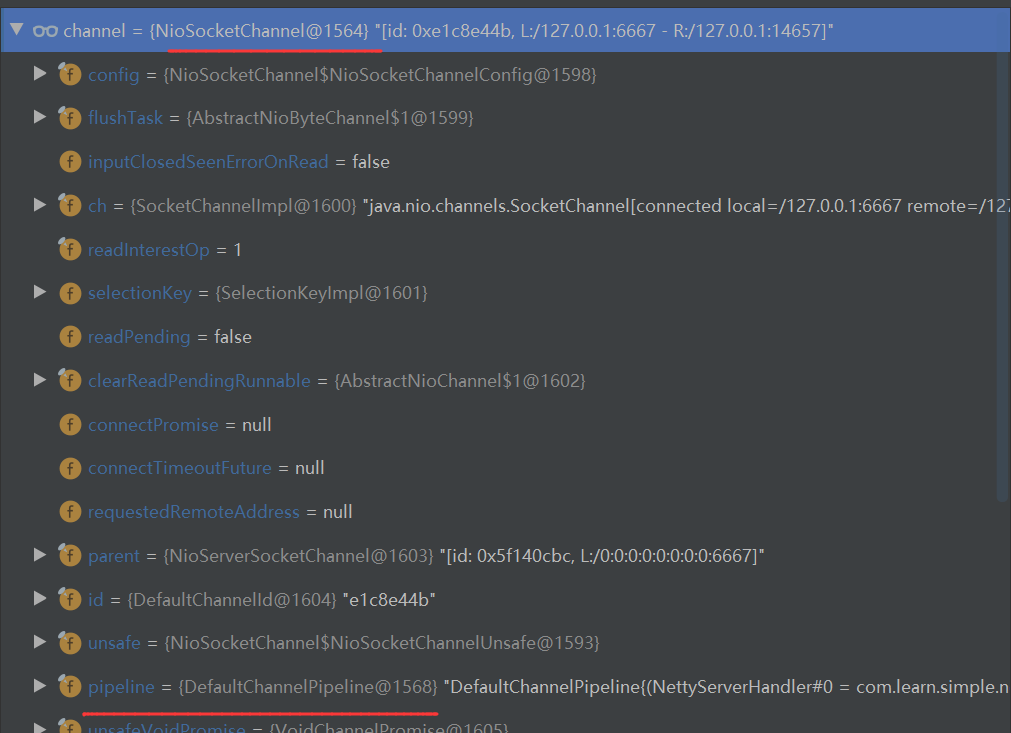 channel = {NioSocketChannel@1564} "[id: 0xe1c8e44b, L:/127.0.0.1:6667 - R:/127.0.0.1:14657]"
f config = {NioSocketChannel$NioSocketChannelConfig@1598}
f flushTask = {AbstractNioByteChannel$1@1599}
f inputClosedSeenErrorOnRead = false
f ch = {SocketChannelImpl@1600} "java.nio.channels.SocketChannel[connected local=/127.0.0.1:6667 remote=/127
f readInterestOp = 1
f selectionKey = {SelectionKeyImpl@1601}
f readPending = false
f clearReadPendingRunnable = {AbstractNioChannel$1@1602}
f connectPromise = null
f connectTimeoutFuture = null
f requestedRemoteAddress = null
f parent = {NioServerSocketChannel@1603} "[id: 0x5f140cbc, L:/0:0:0:0:0:0:0:0:6667]"
f id = {DefaultChannelId@1604} "e1c8e44b"
f unsafe = {NioSocketChannel$NioSocketChannelUnsafe@1593}
f pipeline = {DefaultChannelPipeline@1568} "DefaultChannelPipeline{(NettyServerHandler#0 = com.learn.simple.n
f unsafeVoidPromise = {VoidChannelPromise@1605}